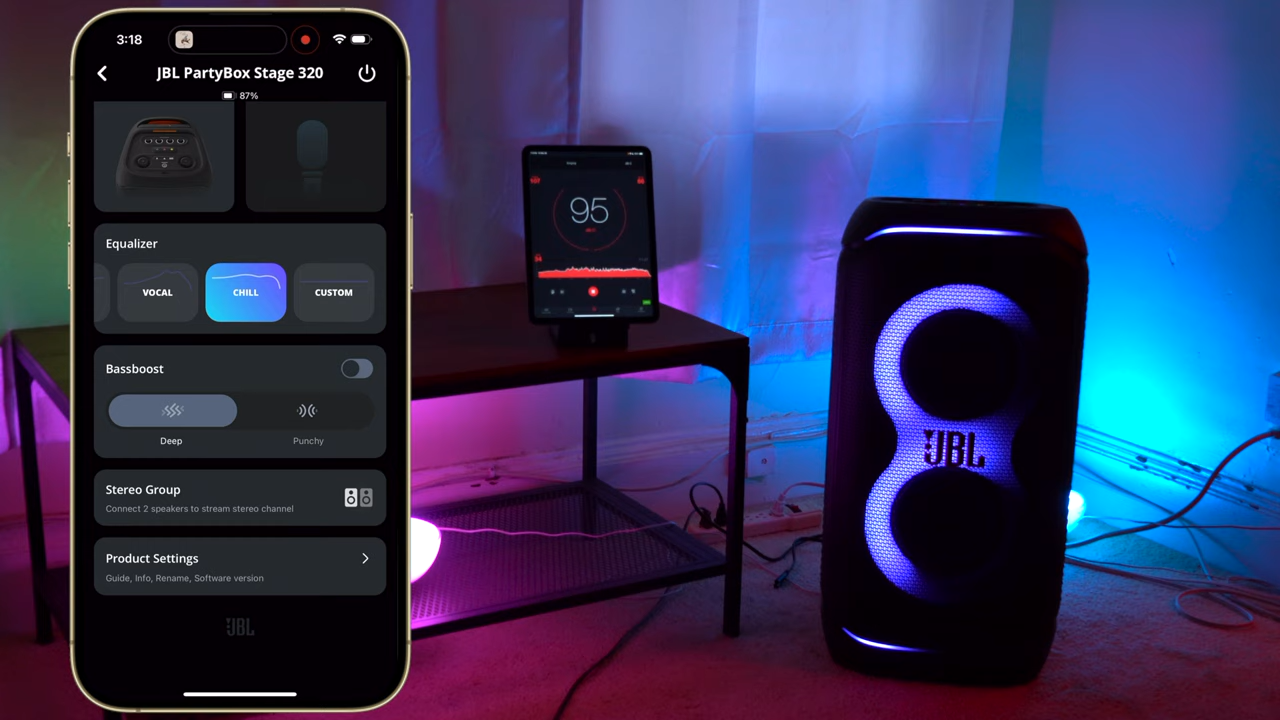 3:18
JBL PartyBox Stage 320
87%
Equalizer
VOCAL
CHILL
CUSTOM
Bassboost
Deep
Punchy
Stereo Group
Connect 2 speakers to stream stereo channel
Product Settings
Guide, Info, Rename, Software version
JBL
95
JBL